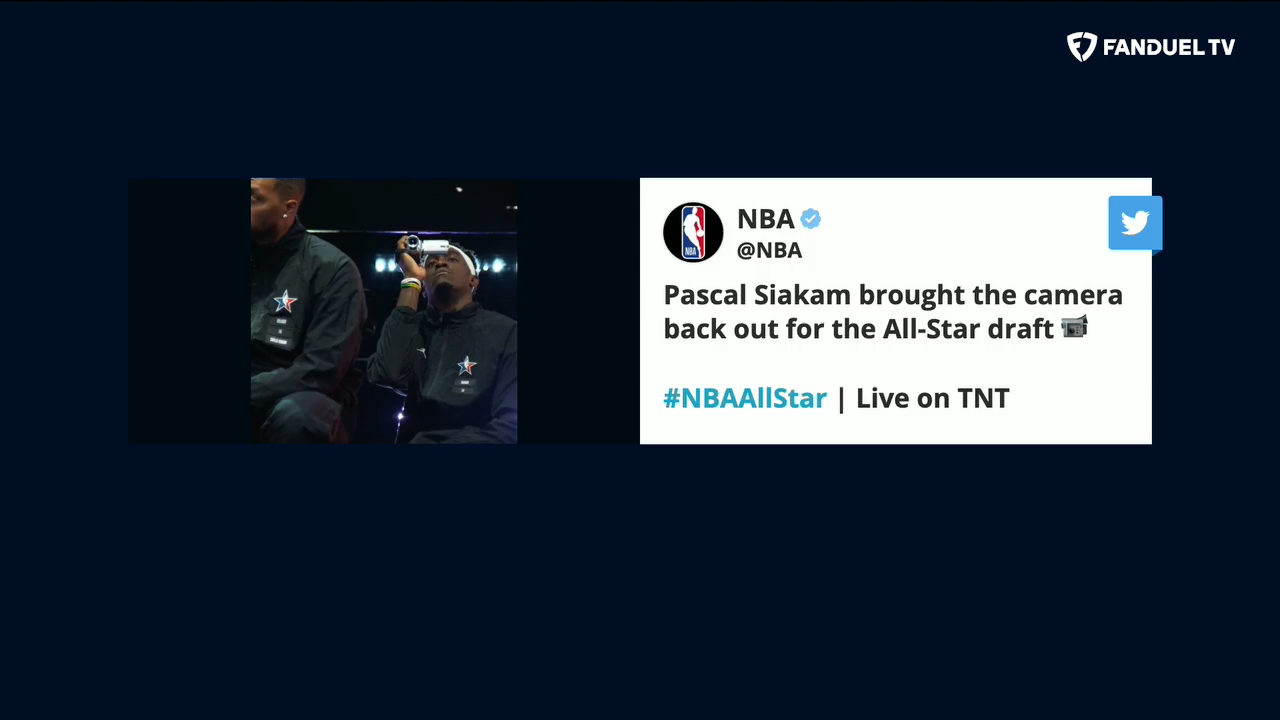 FANDUEL TV
NBA
@NBA
NBA
Pascal Siakam brought the camera
back out for the All-Star draft
#NBAAllStar | Live on TNT